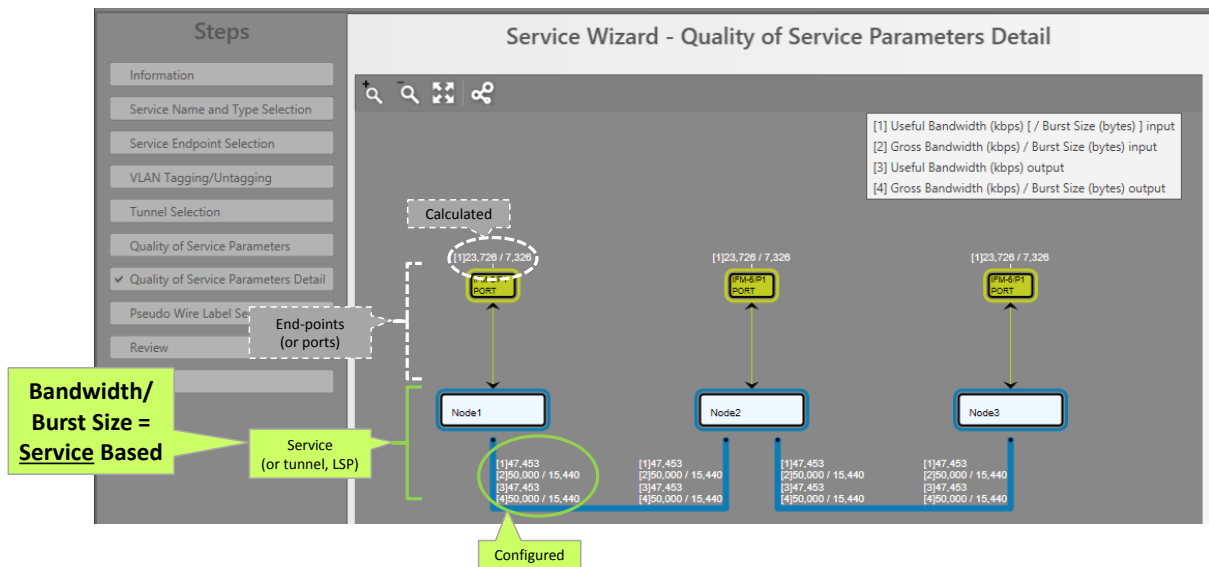 Steps
Information
Service Name and Type Selection
Service Endpoint Selection
VLAN Tagging/Untagging
Tunnel Selection
Quality of Service Parameters
✓ Quality of Service Parameters Detail
Pseudo Wire Label Se
Review
Service Wizard - Quality of Service Parameters Detail
[1] Useful Bandwidth (kbps) [ / Burst Size (bytes) ] input
[2] Gross Bandwidth (kbps) / Burst Size (bytes) input
[3] Useful Bandwidth (kbps) output
[4] Gross Bandwidth (kbps) / Burst Size (bytes) output
Calculated
[1]23,726 / 7,326
[1]23,726 / 7,326
[1]23,726 / 7,326
PORT
IFM-6/P1
PORT
IFM-6/P1
PORT
End-points
(or ports)
Bandwidth/
Burst Size =
Service Based
Service
(or tunnel, LSP)
Node1
Node2
Node3
[1]47,453
[2]50,000 / 15,440
[3]47,453
[4]50,000 / 15,440
[1]47,453
[2]50,000 / 15,440
[3]47,453
[4]50,000 / 15,440
[1]47,453
[2]50,000 / 15,440
[3]47,453
[4]50,000 / 15,440
[1]47,453
[2]50,000 / 15,440
[3]47,453
[4]50,000 / 15,440
Configured